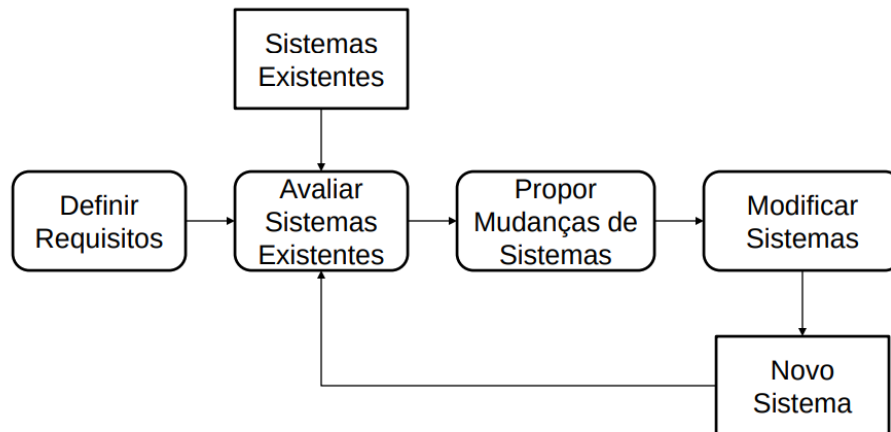 Sistemas
Existentes
Definir
Requisitos
Avaliar
Sistemas
Existentes
Propor
Mudanças de
Sistemas
Modificar
Sistemas
Novo
Sistema